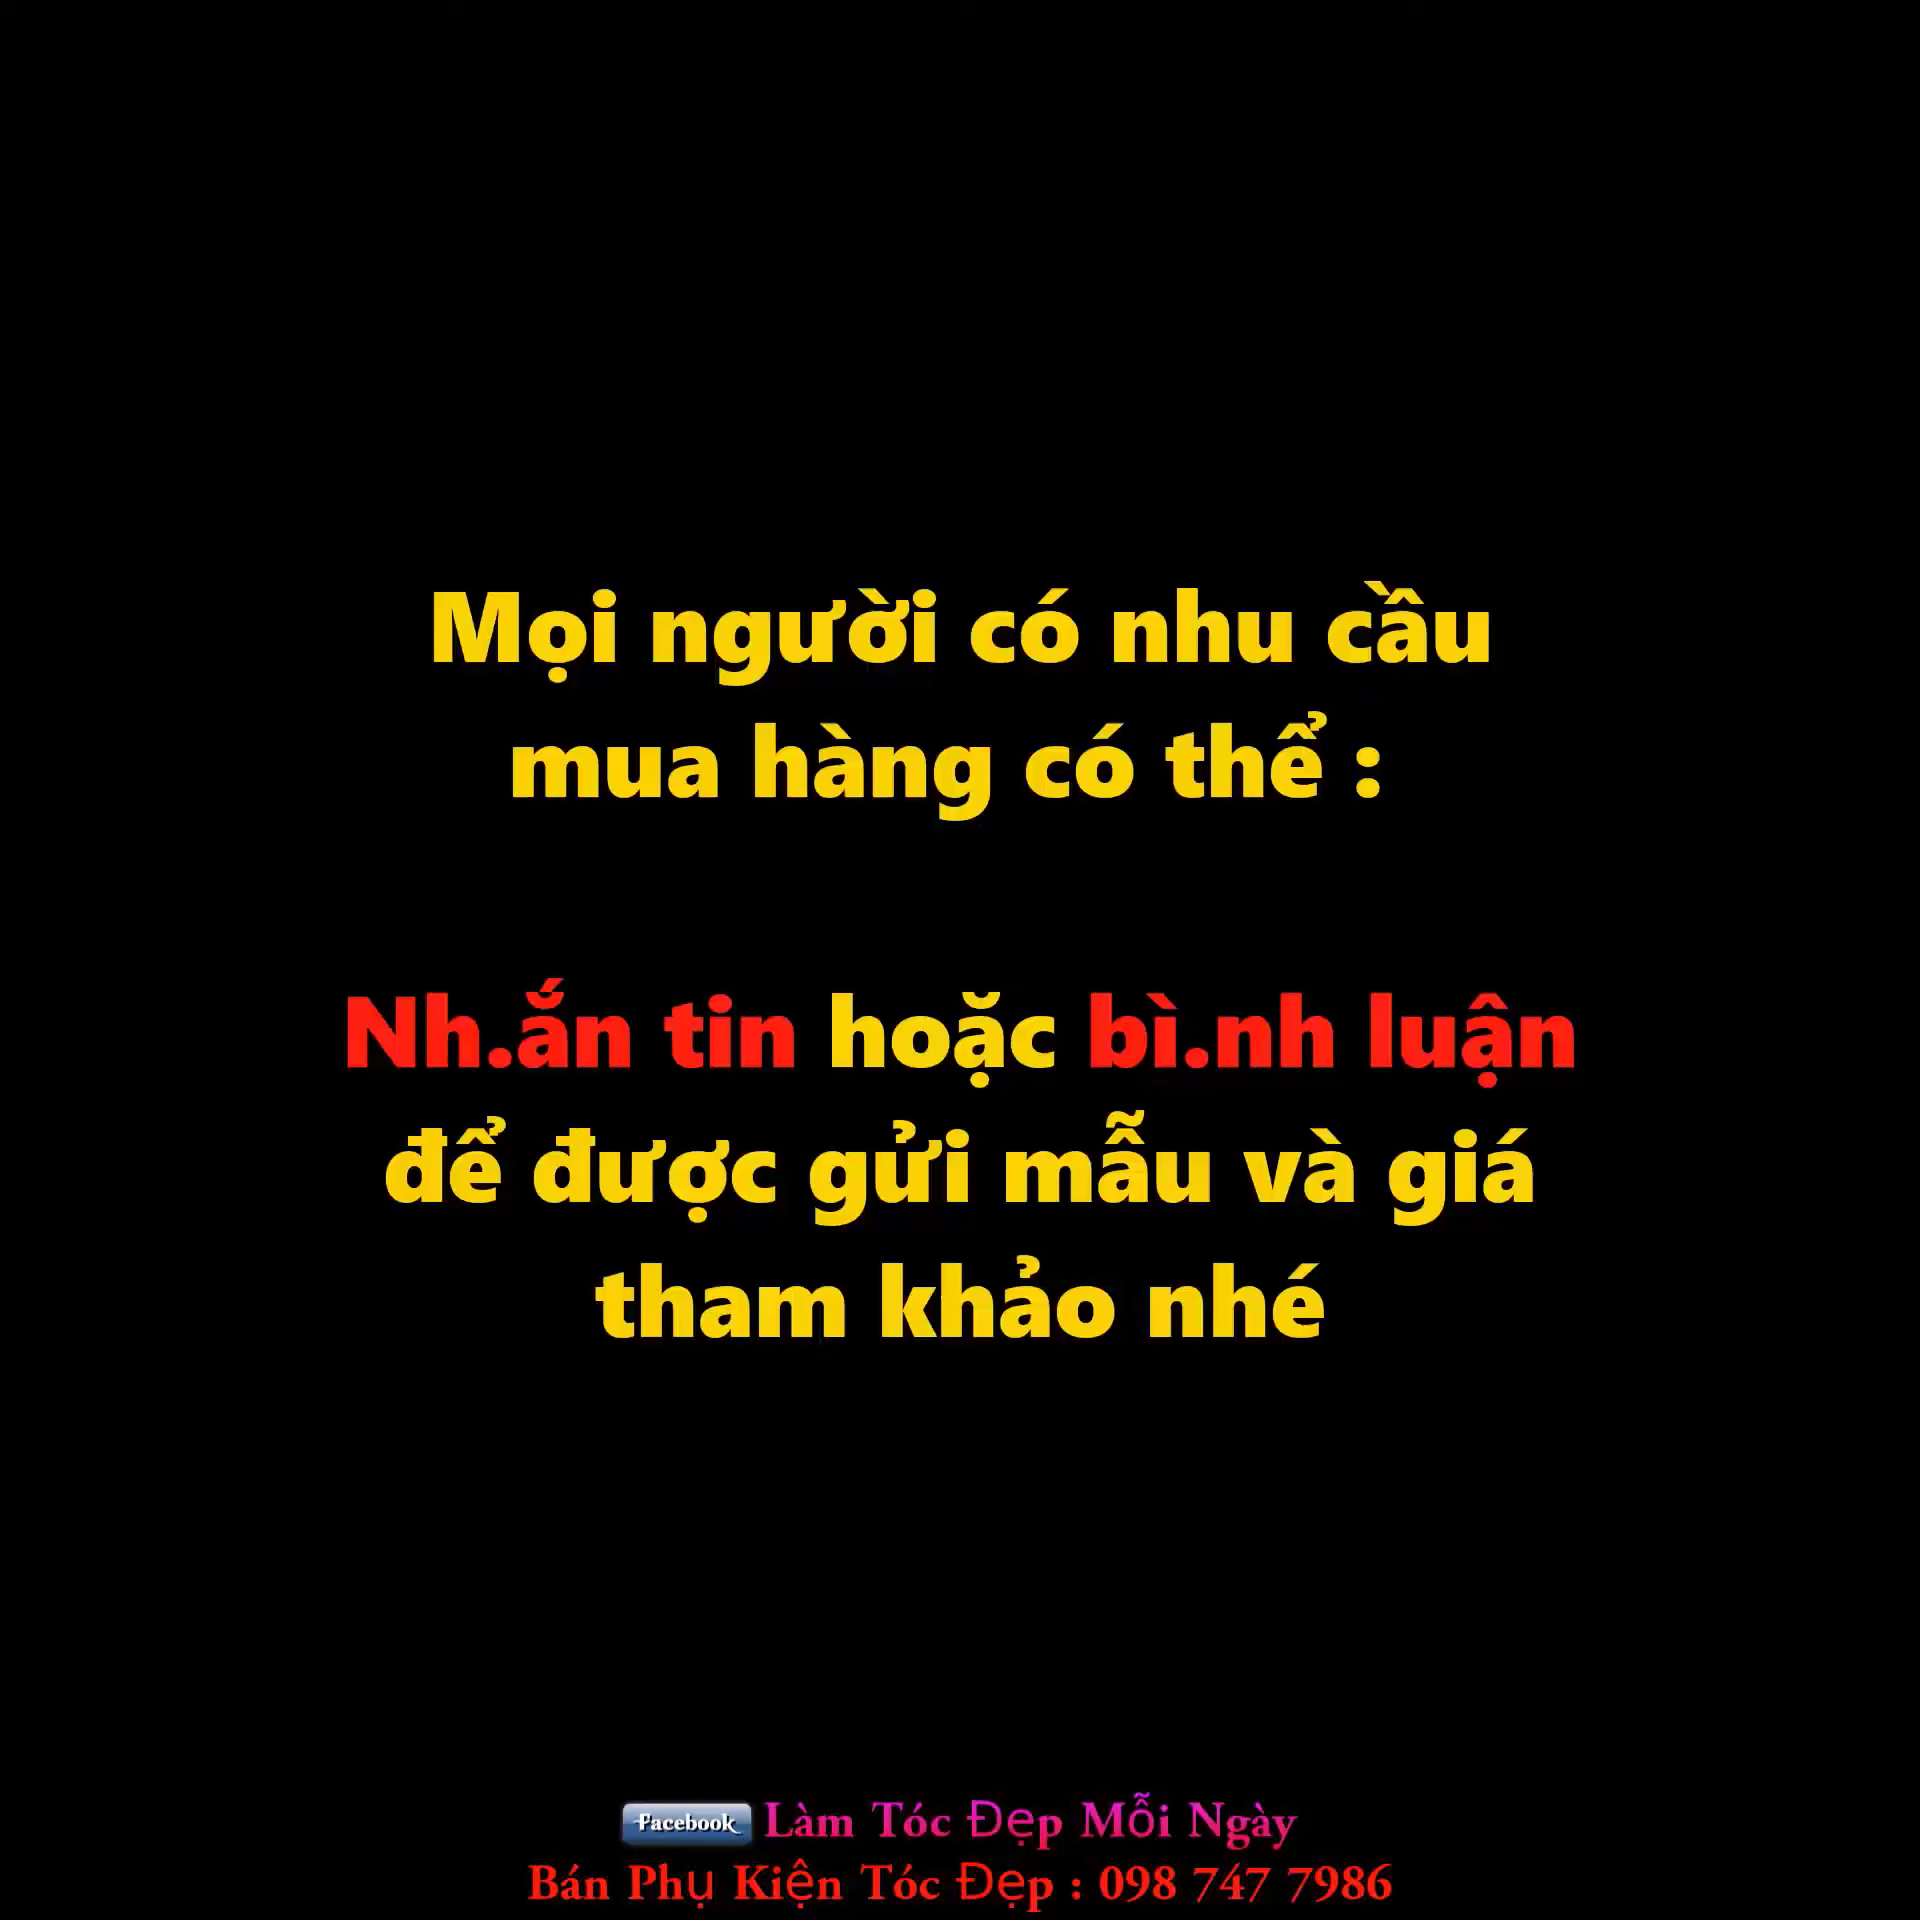 Mọi người có nhu cầu
mua hàng có thể :
Nh.ắn tin hoặc bì.nh luận
để được gửi mẫu và giá
tham khảo nhé
Facebook Làm Tóc Đẹp Mỗi Ngày
Bán Phụ Kiện Tóc Đẹp : 098 747 7986